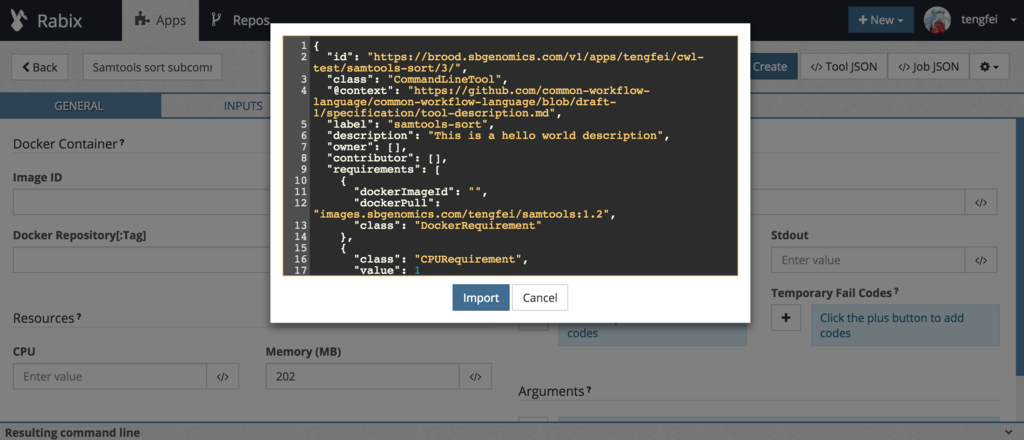 Rabix
Apps
Repos
+ New
tengfei
Back
Samtools sort subcom
Create
</> Tool JSON
</> Job JSON
GENERAL
INPUTS
Docker Container ?
Image ID
</>
Docker Repository[:Tag]
Stdout
Enter value
</>
Temporary Fail Codes ?
+
Click the plus button to add
codes
codes
Resources ?
CPU
Memory (MB)
Enter value
</>
202
</>
Arguments ?
Resulting command line
1 {
2 "id": "https://brood.sbgenomics.com/v1/apps/tengfei/cwl-
test/samtools-sort/3/",
3 "class": "CommandLineTool",
4 "@context": "https://github.com/common-workflow-
language/common-workflow-language/blob/draft-
1/specification/tool-description.md",
5 "label": "samtools-sort",
6 "description": "This is a hello world description",
7 "owner": [],
8 "contributor": [],
9 "requirements": [
10 {
11 "dockerImageId": "",
12 "dockerPull":
"images.sbgenomics.com/tengfei/samtools:1.2",
13 "class": "DockerRequirement"
14 },
15 {
16 "class": "CPURequirement",
17 "value": 1
Import
Cancel